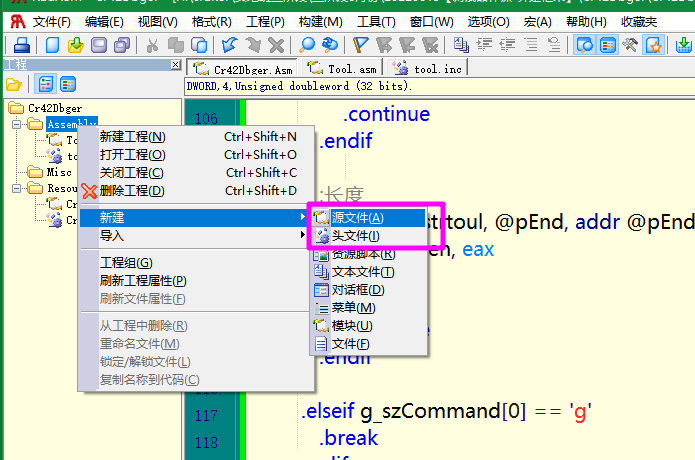 文件(F) 编辑(E) 视图(V) 格式(R) 工程(P) 构建(M) 工具(T) 窗口(W) 选项(O) 宏(A) 帮助(H) 收藏夹
工程
Cr42Dbger.Asm Tool.asm tool.inc
DWORD,4,Unsigned doubleword (32 bits).
Cr42Dbger
Assembly
Misc
新建工程(N) Ctrl+Shift+N
打开工程(O) Ctrl+Shift+O
关闭工程(C) Ctrl+Shift+C
删除工程(D) Ctrl+Shift+D
新建
导入
工程组(G)
刷新工程属性(P)
刷新文件属性(F)
从工程中删除(R)
重命名文件(M)
锁定/解锁文件(L)
复制名称到代码(C)
源文件(A)
头文件(I)
资源脚本(R)
文本文件(T)
对话框(D)
菜单(M)
模块(U)
文件(F)
106 .continue
.endif
;长度
strtoul, @pEnd, addr @pEnd
, eax
.endif
117 .elseif g_szCommand[0] == 'g'
118 .break